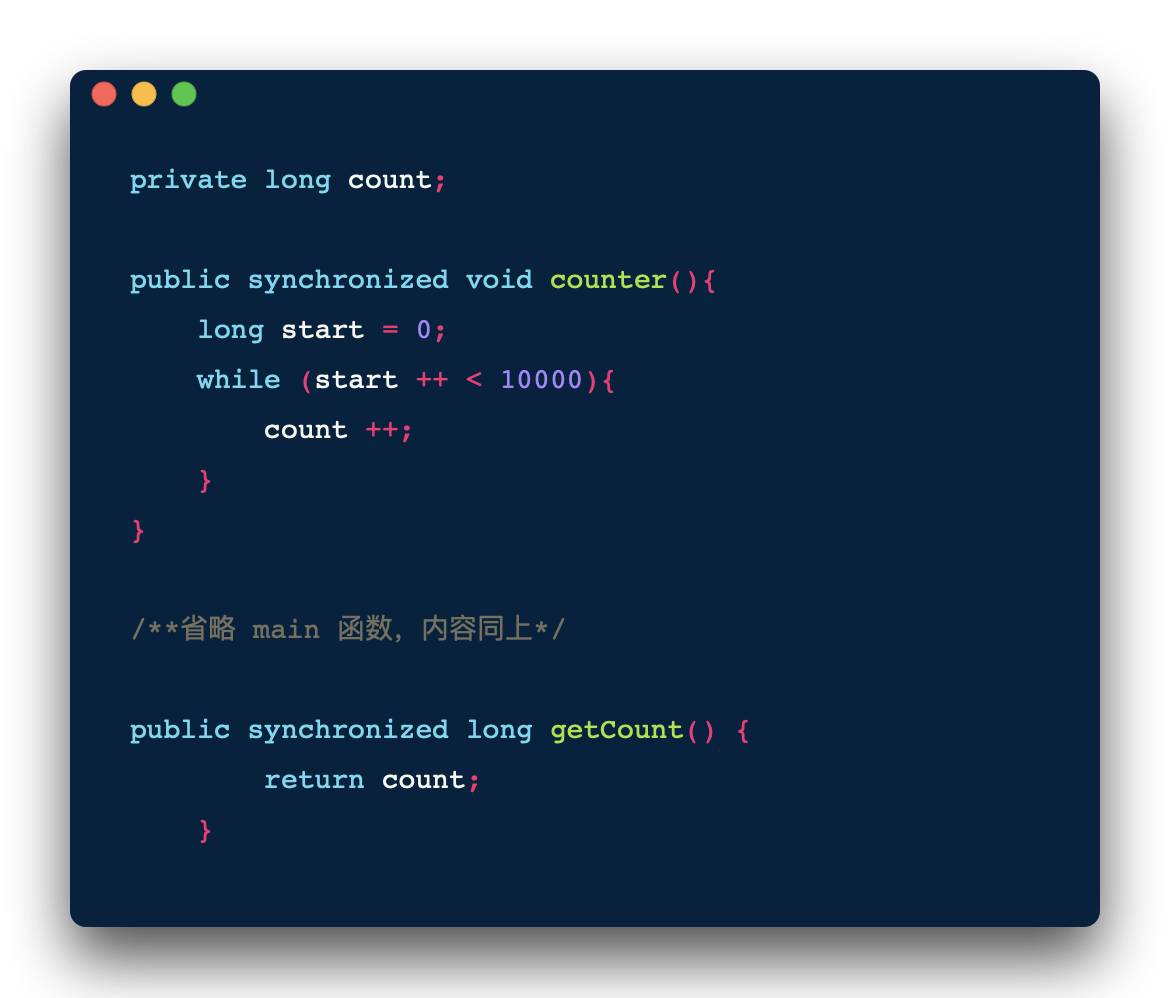 private long count;
public synchronized void counter(){
    long start = 0;
    while (start ++ < 10000){
        count ++;
    }
}
/**省略 main 函数，内容同上*/
public synchronized long getCount() {
        return count;
    }